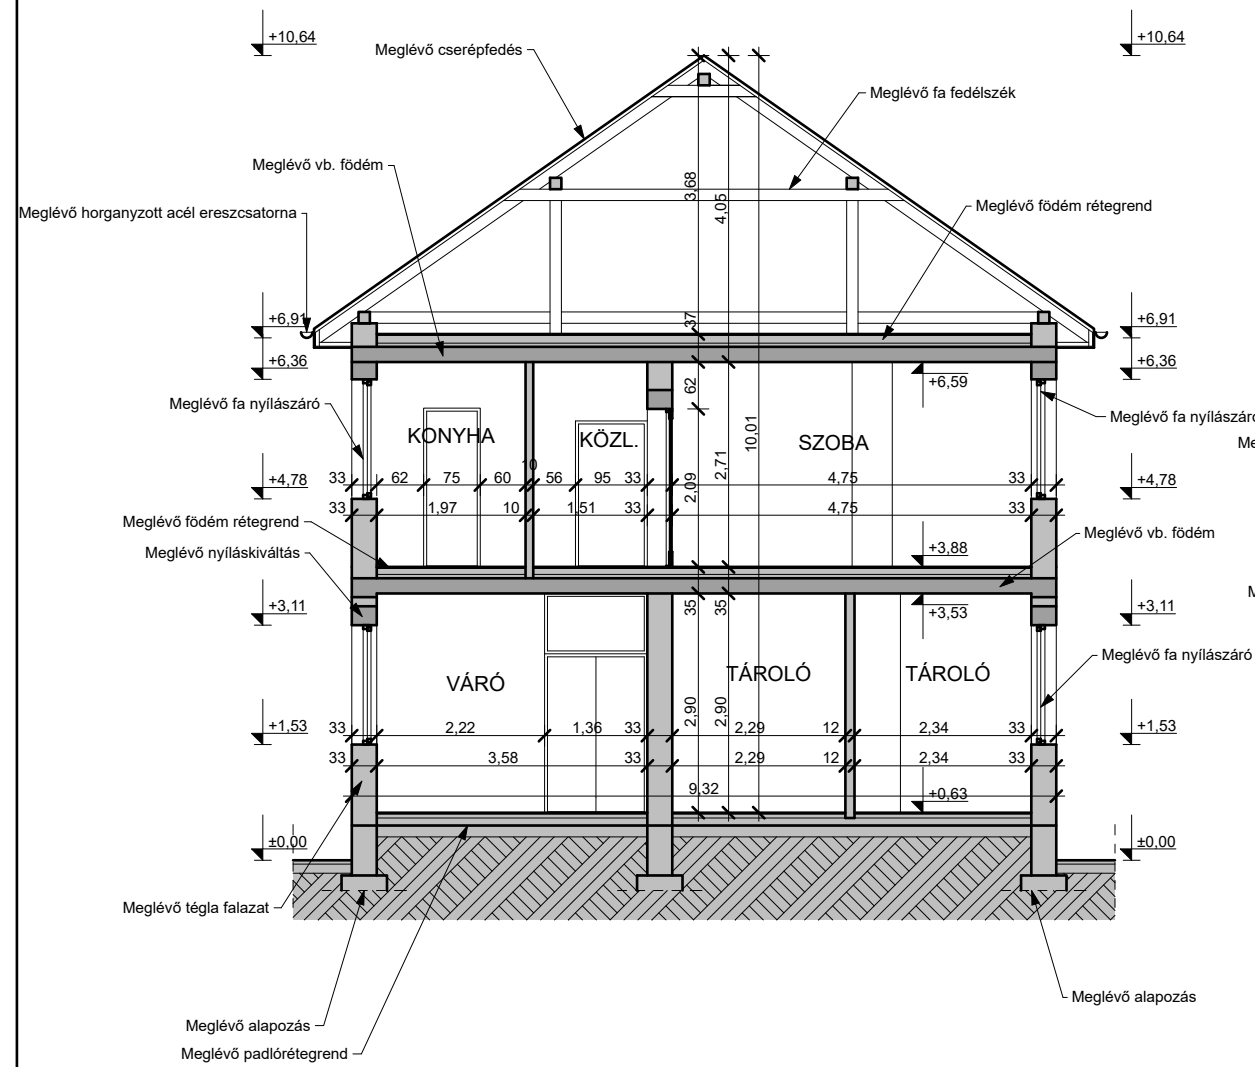 +10,64
+10,64
Meglévő cserépfedés
Meglévő fa fedélszék
Meglévő vb. födém
3,68
4,05
Meglévő horganyzott acél ereszcsatorna
Meglévő födém rétegrend
+6,91
37
+6,91
+6,36
+6,36
62
+6,59
Meglévő fa nyílászáró
Meglévő fa nyílászáró
KONYHA
KÖZL.
10,01
SZOBA
Me
10
+4,78
33
62
75
60
56
95
33
2,09
2,71
4,75
33
+4,78
33
1,97
10
1,51
33
4,75
33
Meglévő födém rétegrend
Meglévő vb. födém
Meglévő nyíláskiváltás
+3,88
+3,11
35
35
+3,53
+3,11
M
Meglévő fa nyílászáró
VÁRÓ
TÁROLÓ
TÁROLÓ
2,90
2,90
+1,53
33
2,22
1,36
33
2,29
12
2,34
33
+1,53
33
3,58
33
2,29
12
2,34
33
9,32
+0,63
±0,00
±0,00
Meglévő tégla falazat
Meglévő alapozás
Meglévő alapozás
Meglévő padlórétegrend